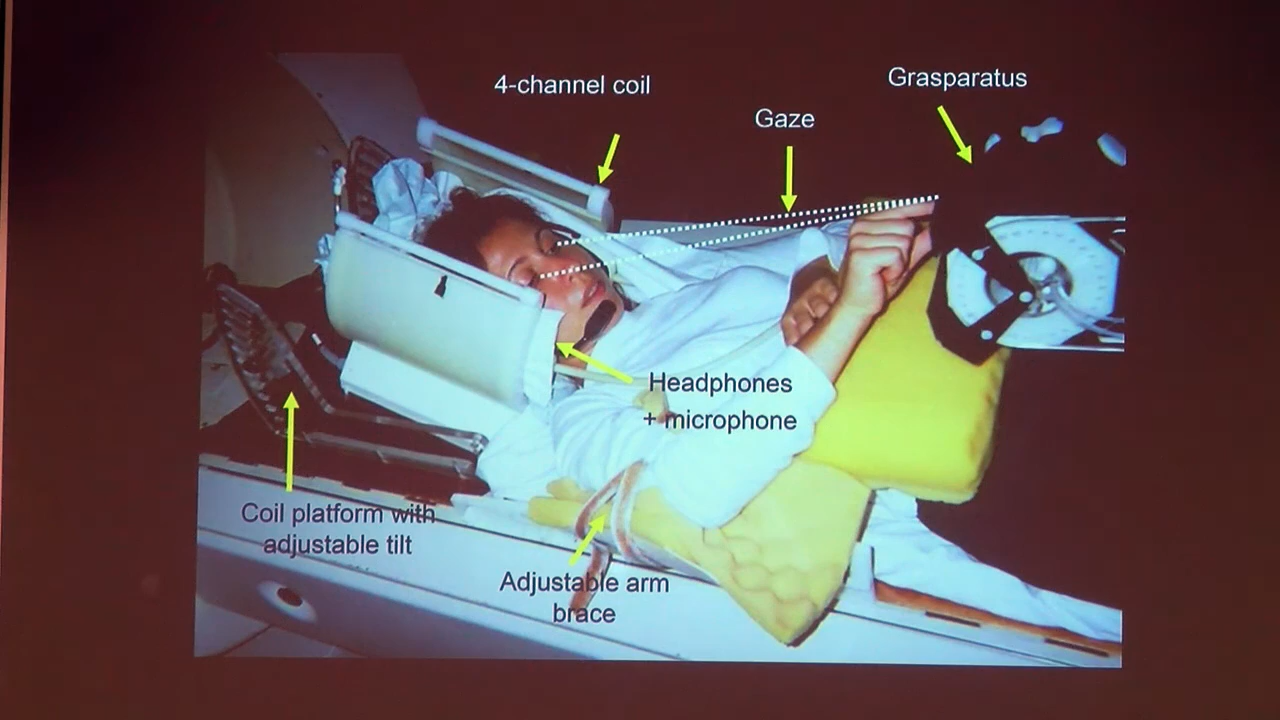 Grasparatus
4-channel coil
Gaze
Headphones
+ microphone
Coil platform with
adjustable tilt
Adjustable arm
brace